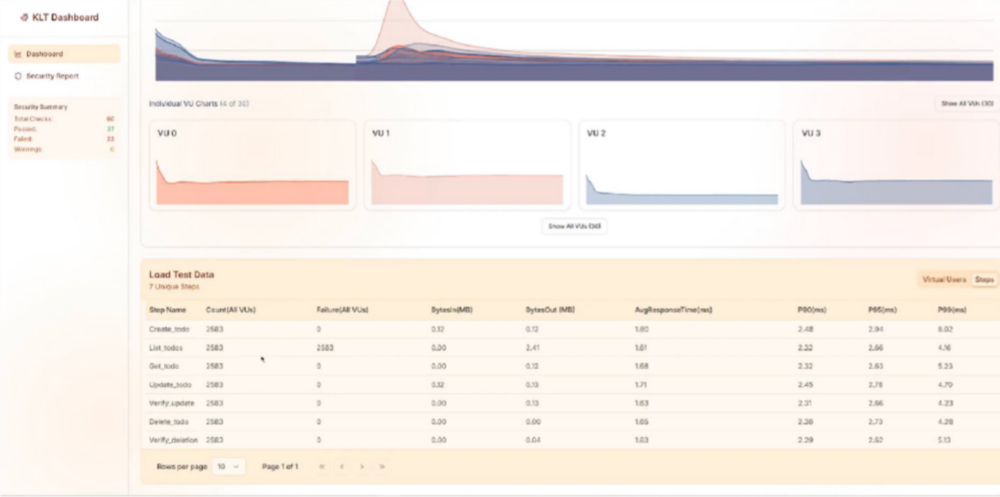 KLT Dashboard
Dashboard
Security Report
Security Summary
Total Checks: 60
Passed: 37
Failed: 23
Warnings: 0
Individual VU Charts (4 of 30)
Show All VUs (30)
VU 0
VU 1
VU 2
VU 3
Show All VUs (30)
Load Test Data
7 Unique Steps
Virtual Users Steps
Step Name Count(All VUs) Failure(All VUs) BytesIn(MB) BytesOut (MB) AvgResponseTime(ms) P90(ms) P95(ms) P99(ms)
Create_todo 2583 0 0.12 0.12 1.80 2.48 2.94 8.02
List_todos 2583 2583 0.00 2.41 1.61 2.32 2.66 4.16
Get_todo 2583 0 0.00 0.12 1.68 2.32 2.63 5.23
Update_todo 2583 0 0.12 0.13 1.71 2.45 2.78 4.70
Verify_update 2583 0 0.00 0.13 1.63 2.31 2.66 4.23
Delete_todo 2583 0 0.00 0.00 1.65 2.36 2.73 4.28
Verify_deletion 2583 0 0.00 0.04 1.63 2.29 2.62 5.13
Rows per page 10 Page 1 of 1